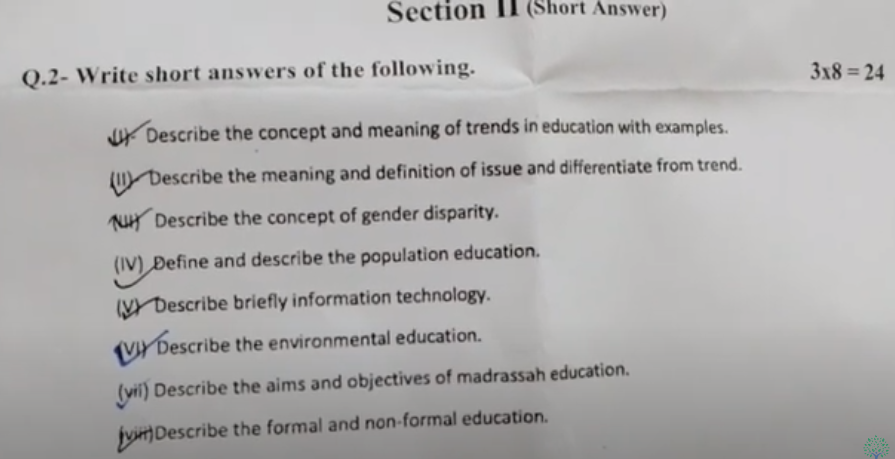 Section II (Short Answer)
Q.2- Write short answers of the following. 3x8 = 24
(I) Describe the concept and meaning of trends in education with examples.
(II) Describe the meaning and definition of issue and differentiate from trend.
(III) Describe the concept of gender disparity.
(IV) Define and describe the population education.
(V) Describe briefly information technology.
(VI) Describe the environmental education.
(vii) Describe the aims and objectives of madrassah education.
(viii) Describe the formal and non-formal education.